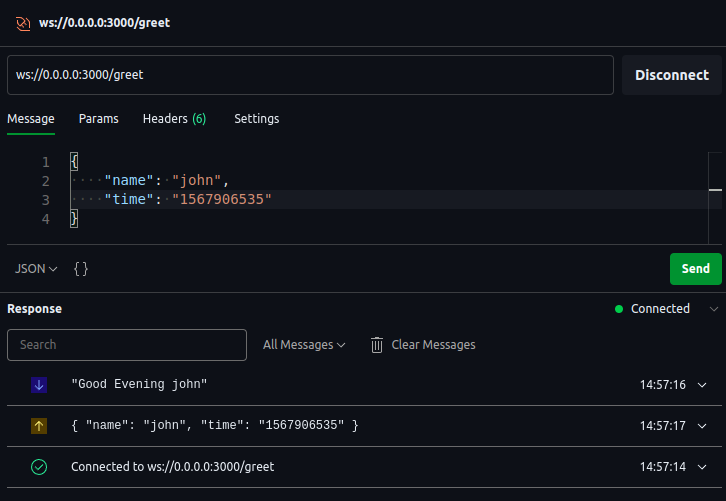 ws://0.0.0.0:3000/greet
ws://0.0.0.0:3000/greet
Disconnect
Message Params Headers (6) Settings
1 {
2 ····"name":·"john",
3 ····"time":·"1567906535"
4 }
JSON {}
Send
Response
Connected
Search
All Messages
Clear Messages
"Good Evening john" 14:57:16
{ "name": "john", "time": "1567906535" } 14:57:17
Connected to ws://0.0.0.0:3000/greet 14:57:14